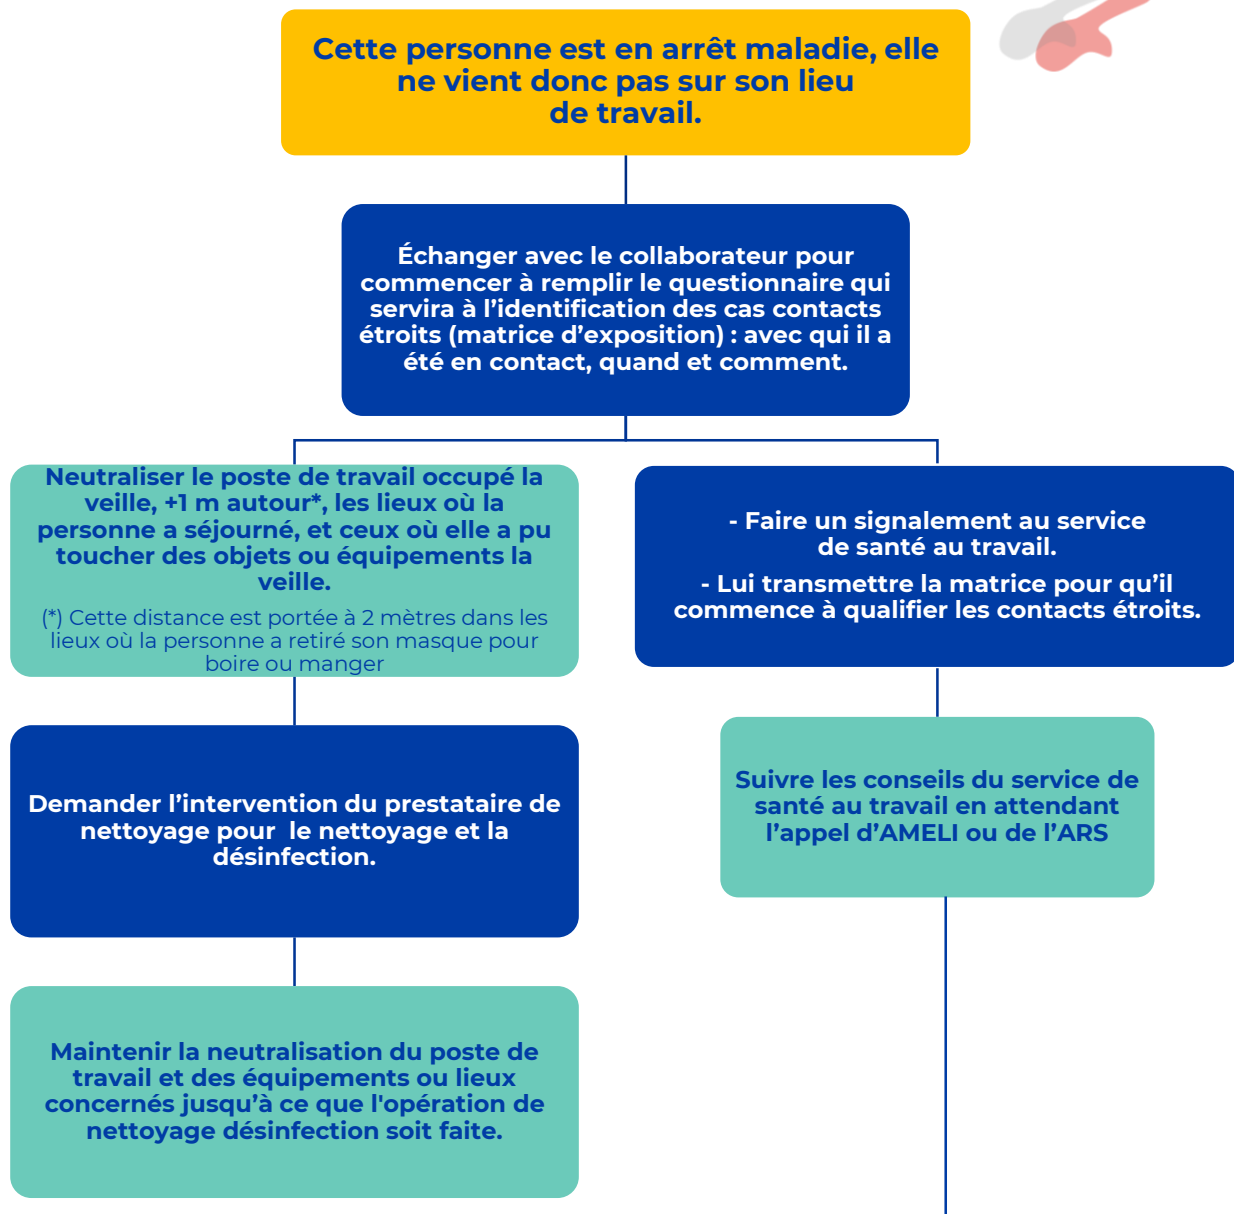 Cette personne est en arrêt maladie, elle
ne vient donc pas sur son lieu
de travail.
Échanger avec le collaborateur pour
commencer à remplir le questionnaire qui
servira à l’identification des cas contacts
étroits (matrice d’exposition) : avec qui il a
été en contact, quand et comment.
Neutraliser le poste de travail occupé la
veille, +1 m autour*, les lieux où la
personne a séjourné, et ceux où elle a pu
toucher des objets ou équipements la
veille.
(*) Cette distance est portée à 2 mètres dans les
lieux où la personne a retiré son masque pour
boire ou manger
- Faire un signalement au service
de santé au travail.
- Lui transmettre la matrice pour qu’il
commence à qualifier les contacts étroits.
Demander l’intervention du prestataire de
nettoyage pour le nettoyage et la
désinfection.
Suivre les conseils du service de
santé au travail en attendant
l’appel d’AMELI ou de l’ARS
Maintenir la neutralisation du poste de
travail et des équipements ou lieux
concernés jusqu’à ce que l'opération de
nettoyage désinfection soit faite.